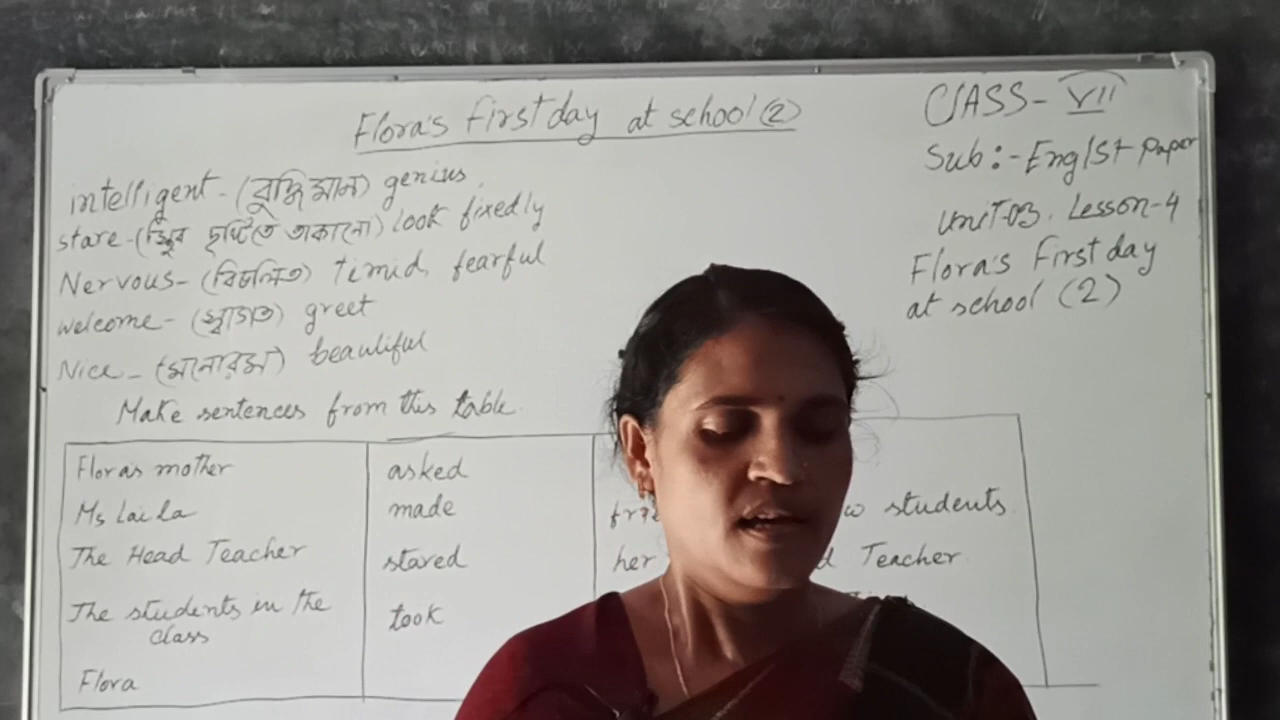 Flora's First day at school (2)
CLASS- VII
Sub:- Eng 1st paper
Unit-03. Lesson-4
Flora's First day
at school (2)
intelligent - (বুদ্ধিমান) genius
stare - (স্থির দৃষ্টিতে তাকানো) look fixedly
Nervous - (বিচলিত) timid, fearful
welcome - (স্বাগত) greet
Nice - (মনোরম) beautiful
Make sentences from this table.
Floras mother asked
Ms Laila made students
The Head Teacher stared her Teacher
The students in the took
class
Flora